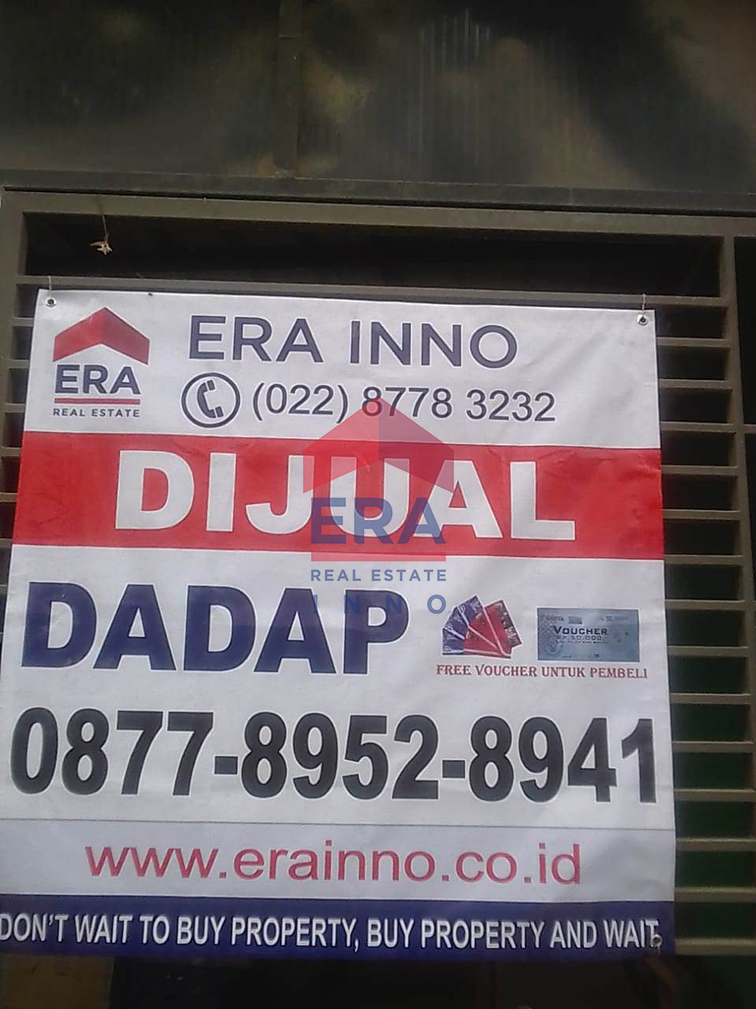 ERA INNO
ERA
REAL ESTATE
(022) 8778 3232
DIJUAL
ERA
REAL ESTATE
INNO
DADAP
VOUCHER
FREE VOUCHER UNTUK PEMBELI
0877-8952-8941
www.erainno.co.id
DON'T WAIT TO BUY PROPERTY, BUY PROPERTY AND WAIT